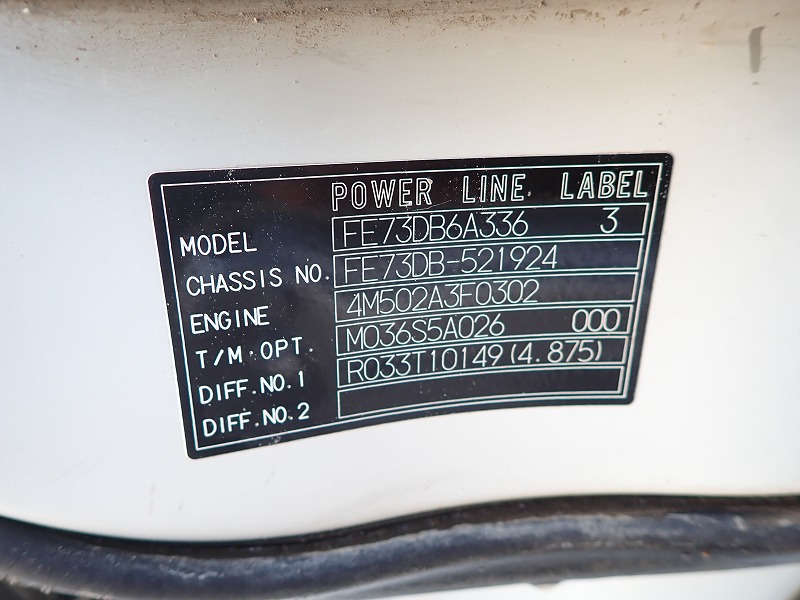 POWER LINE LABEL
MODEL FE73DB6A336 3
CHASSIS NO. FE73DB-521924
ENGINE 4M502A3F0302
T/M.OPT. M036S5A026 000
DIFF.NO.1 R033T10149(4.875)
DIFF.NO.2